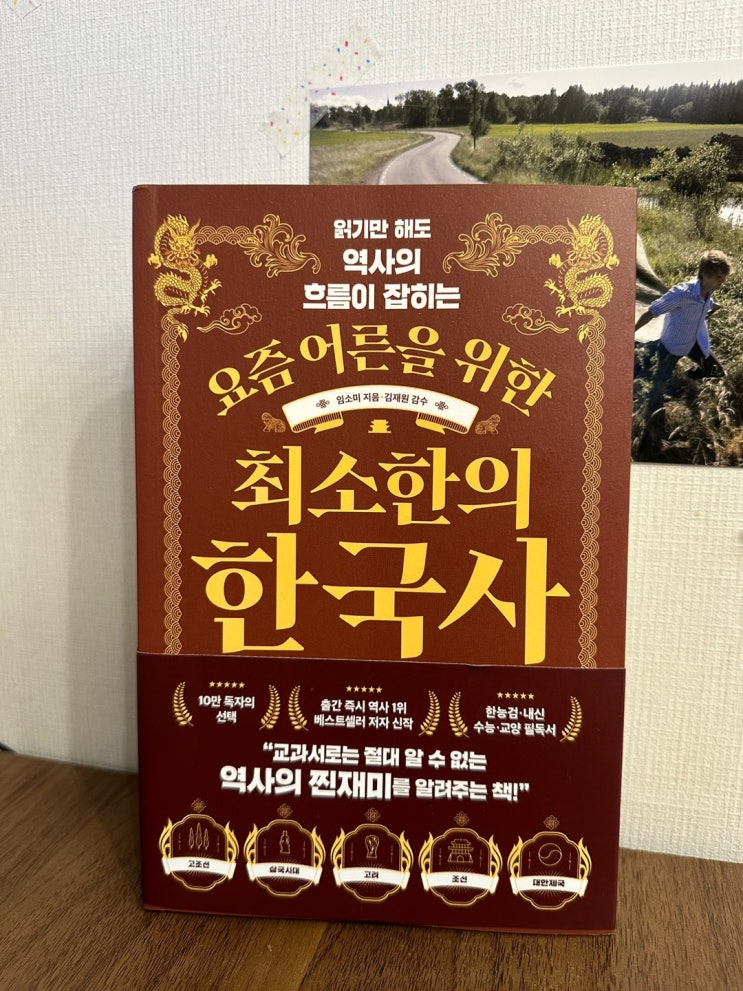 읽기만 해도
역사의
흐름이 잡히는
요즘 어른을 위한
임소미 지음·김재원 감수
최소한의
한국사
10만 독자의
선택
출간 즉시 역사 1위
베스트셀러 저자 신작
한능검·내신
수능·교양 필독서
“교과서로는 절대 알 수 없는
역사의 찐재미를 알려주는 책!”
고조선
삼국시대
고려
조선
대한제국